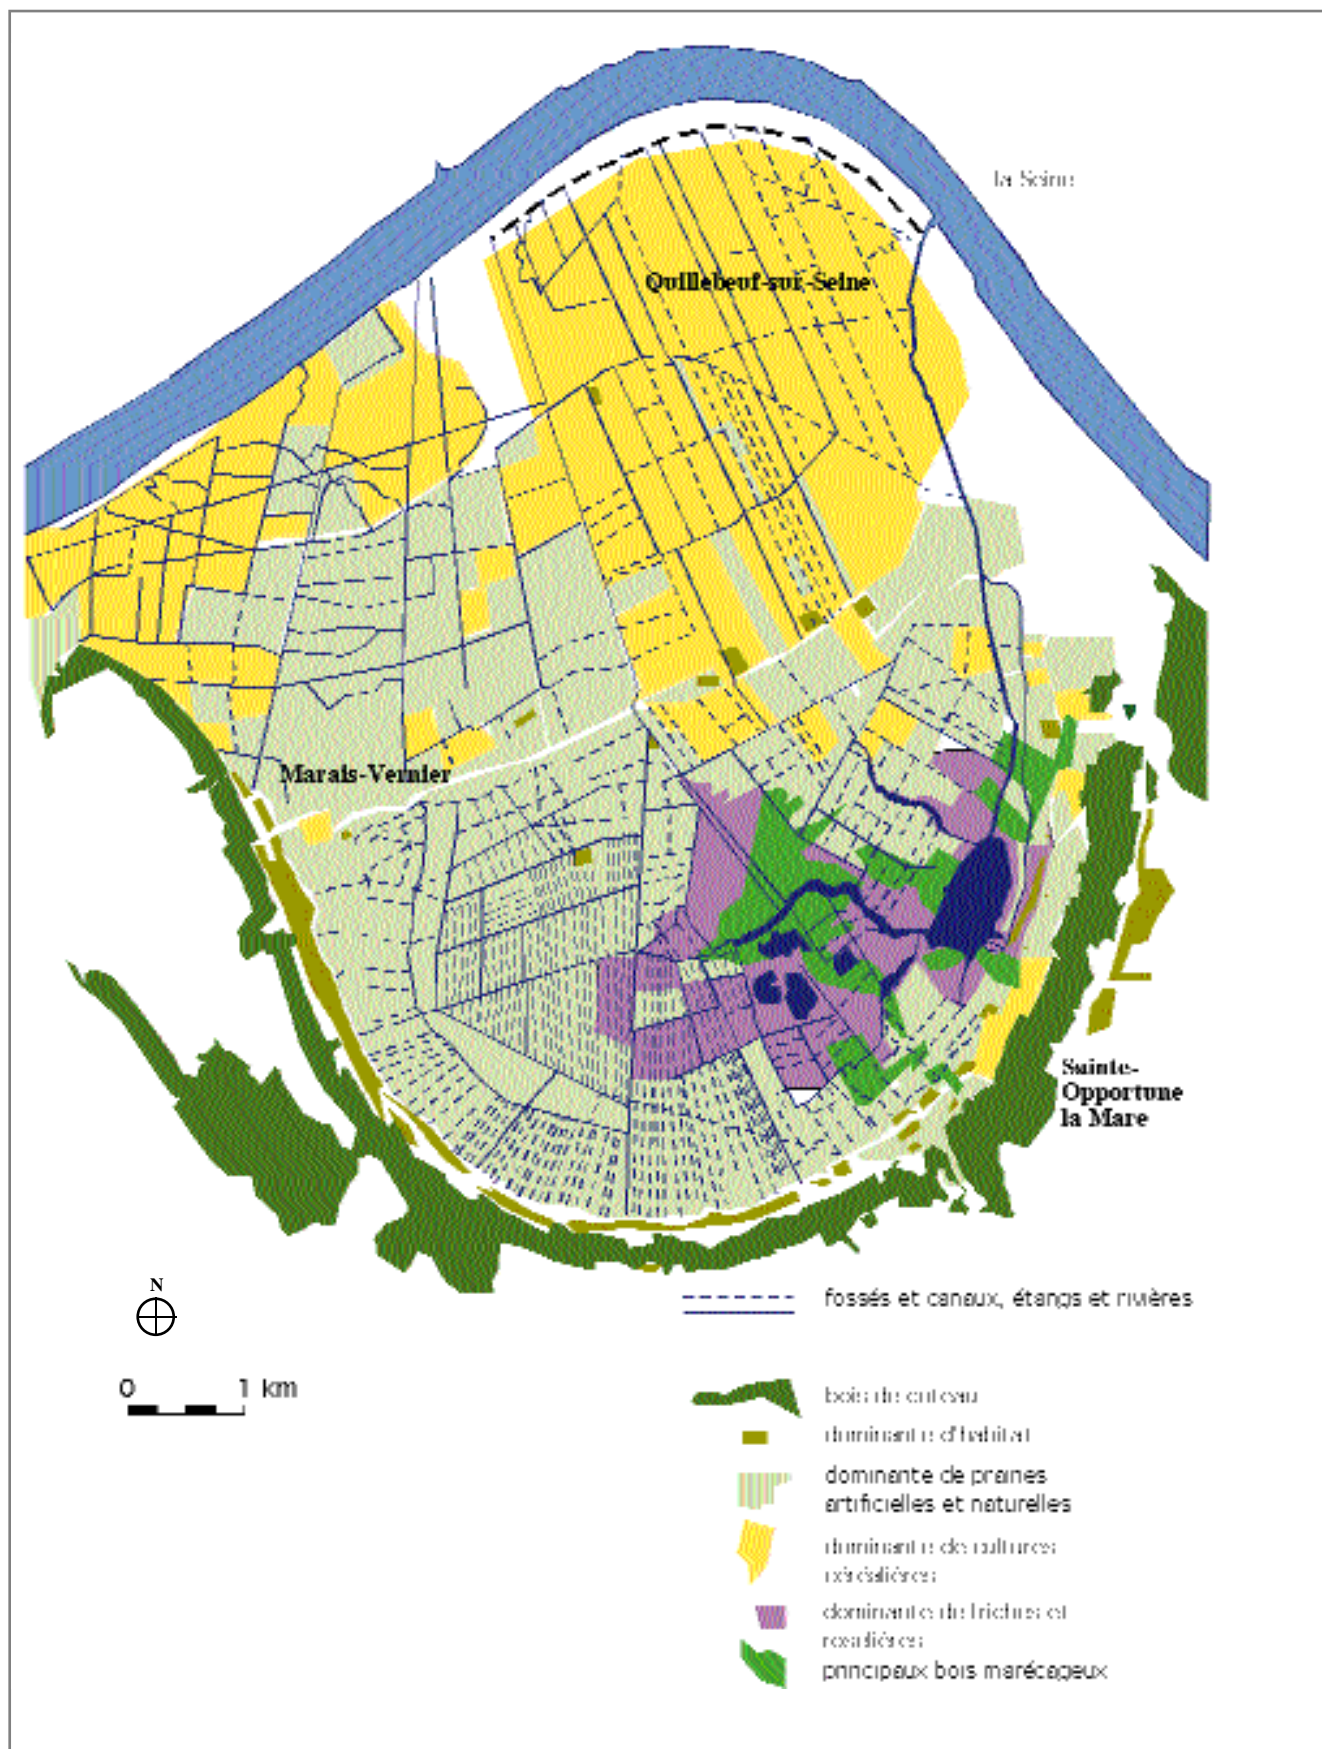 la Seine
Quillebeuf-sur-Seine
Marais-Vernier
Sainte-
Opportune
la Mare
N
0 1 km
fossés et canaux, étangs et rivières
bois de coteau
dominante d'habitat
dominante de prairies
artificielles et naturelles
dominante de cultures
céréalières
dominante de friches et
roselières
principaux bois marécageux